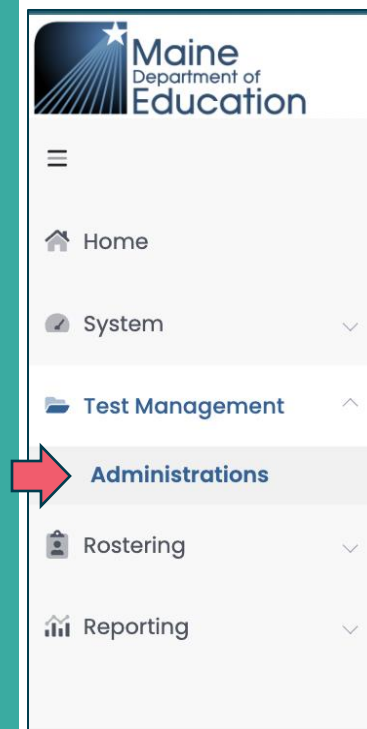 Maine
Department of
Education
Home
System
Test Management
Administrations
Rostering
Reporting